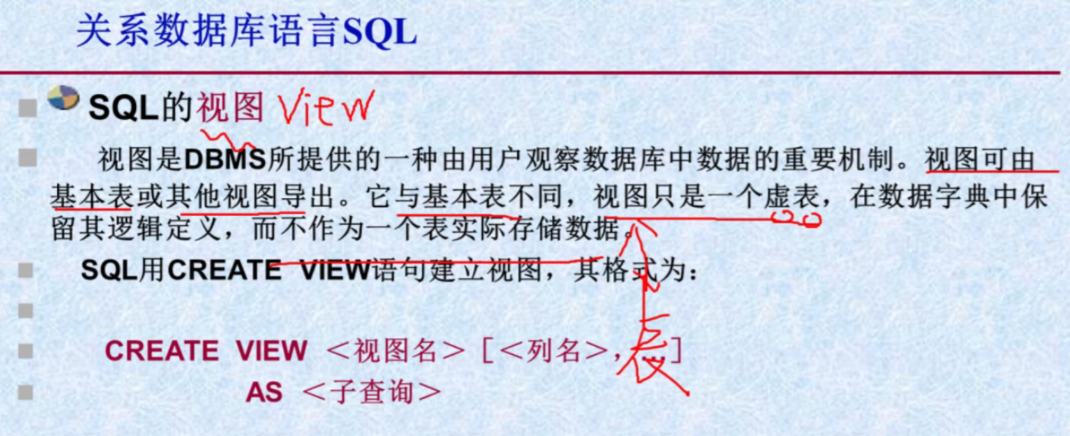 关系数据库语言SQL
SQL的视图 View
视图是DBMS所提供的一种由用户观察数据库中数据的重要机制。视图可由
基本表或其他视图导出。它与基本表不同，视图只是一个虚表，在数据字典中保
留其逻辑定义，而不作为一个表实际存储数据。
SQL用CREATE VIEW语句建立视图，其格式为：
CREATE VIEW ＜视图名＞［＜列名＞，…］
表
AS ＜子查询＞